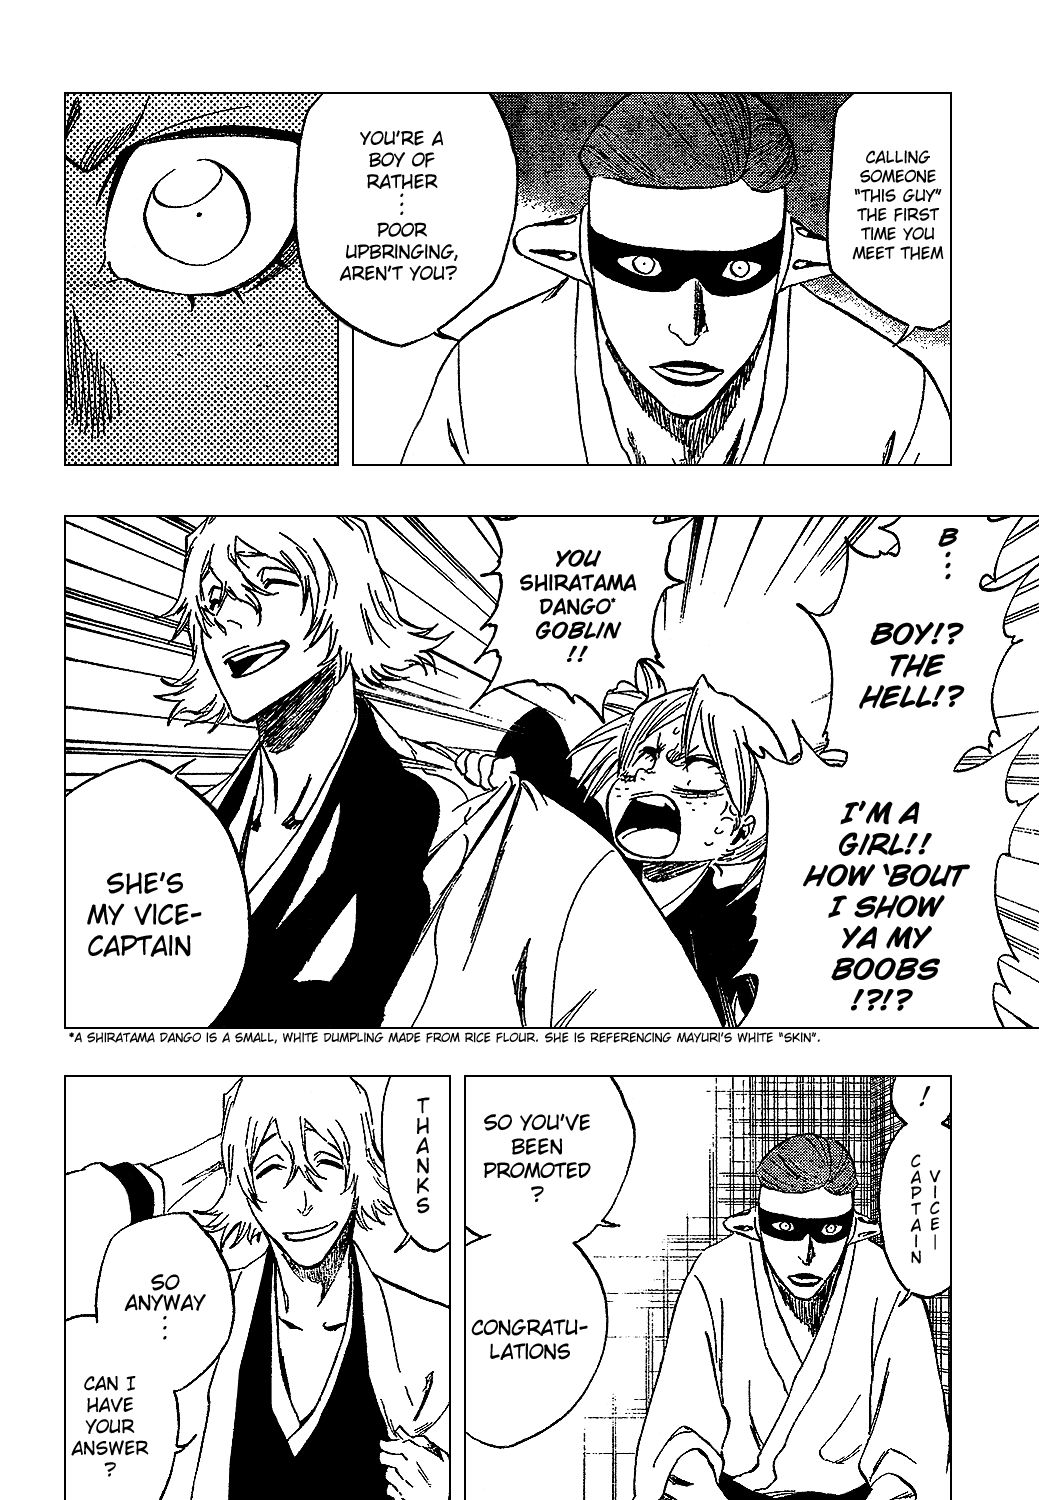 CALLING
SOMEONE
"THIS GUY"
THE FIRST
TIME YOU
MEET THEM
YOU'RE A
BOY OF
RATHER
...
POOR
UPBRINGING,
AREN'T YOU?
B
...
BOY!?
THE
HELL!?
I'M A
GIRL!!
HOW 'BOUT
I SHOW
YA MY
BOOBS
!?!?
YOU
SHIRATAMA
DANGO*
GOBLIN
!!
SHE'S
MY VICE-
CAPTAIN
*A SHIRATAMA DANGO IS A SMALL, WHITE DUMPLING MADE FROM RICE FLOUR. SHE IS REFERENCING MAYURI'S WHITE "SKIN".
!
VICE-
CAPTAIN
SO YOU'VE
BEEN
PROMOTED
?
CONGRATU-
LATIONS
THANKS
SO
ANYWAY
...
CAN I
HAVE
YOUR
ANSWER
?